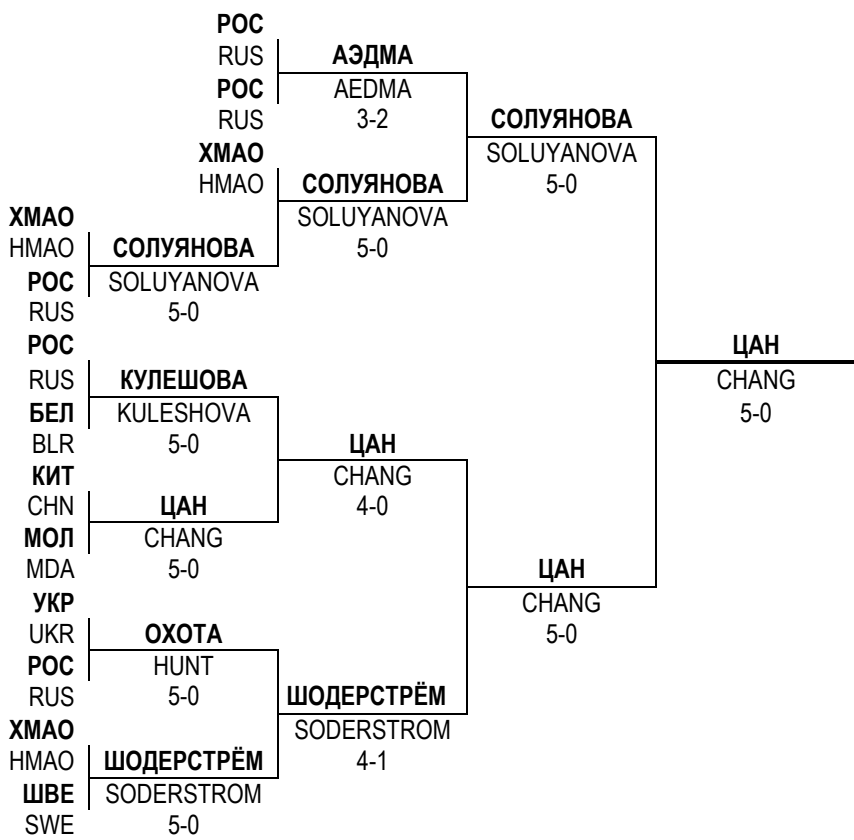 РОС
RUS
АЭДМА
РОС
AEDMA
RUS
3-2
СОЛУЯНОВА
ХМАО
SOLUYANOVA
HMAO
СОЛУЯНОВА
5-0
ХМАО
SOLUYANOVA
HMAO
СОЛУЯНОВА
5-0
РОС
SOLUYANOVA
RUS
5-0
РОС
ЦАН
RUS
КУЛЕШОВА
CHANG
БЕЛ
KULESHOVA
5-0
BLR
5-0
ЦАН
КИТ
CHANG
CHN
ЦАН
4-0
МОЛ
CHANG
MDA
5-0
ЦАН
УКР
CHANG
UKR
ОХОТА
5-0
РОС
HUNT
RUS
5-0
ШОДЕРСТРЁМ
ХМАО
SODERSTROM
HMAO
ШОДЕРСТРЁМ
4-1
ШВЕ
SODERSTROM
SWE
5-0